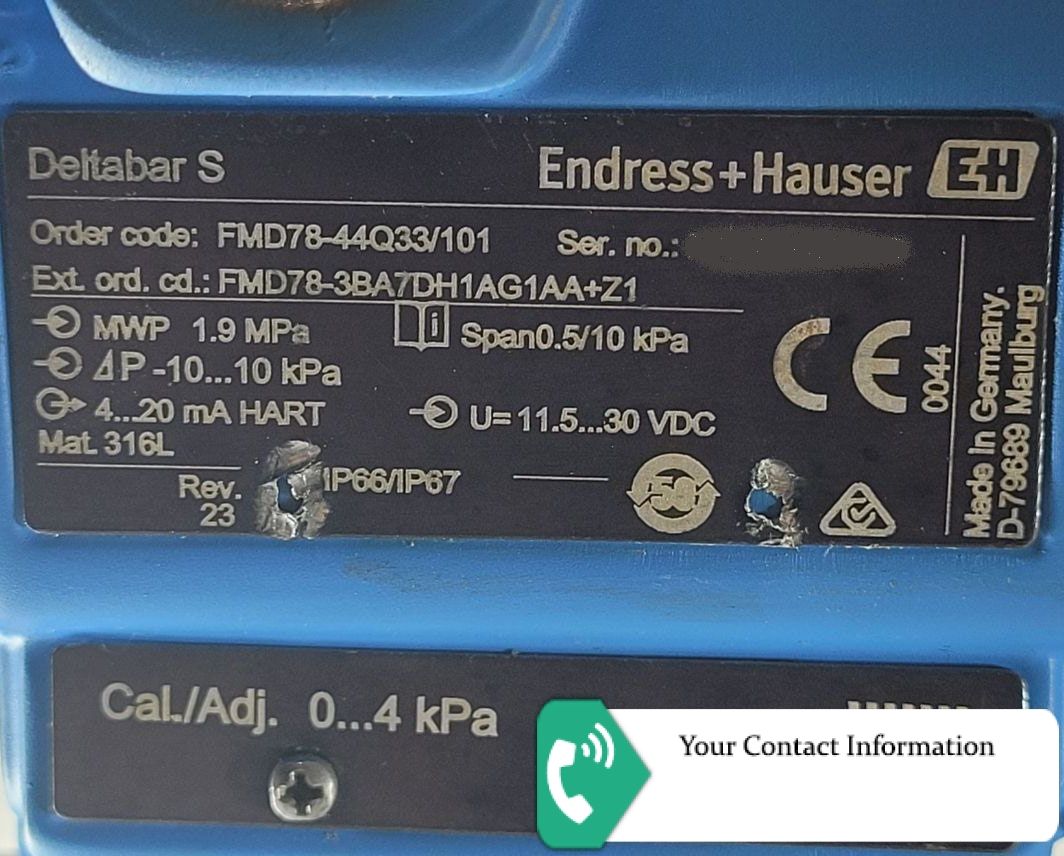 Deltabar S
Endress+Hauser EH
Order code: FMD78-44Q33/101 Ser. no.:
Ext. ord. cd.: FMD78-3BA7DH1AG1AA+Z1
MWP 1.9 MPa
Span0.5/10 kPa
ΔP -10...10 kPa
4...20 mA HART
U= 11.5...30 VDC
Mat. 316L
Rev.
23
IP66/IP67
CE
0044
Made in Germany.
D-79689 Maulburg
Cal./Adj. 0...4 kPa
Your Contact Information